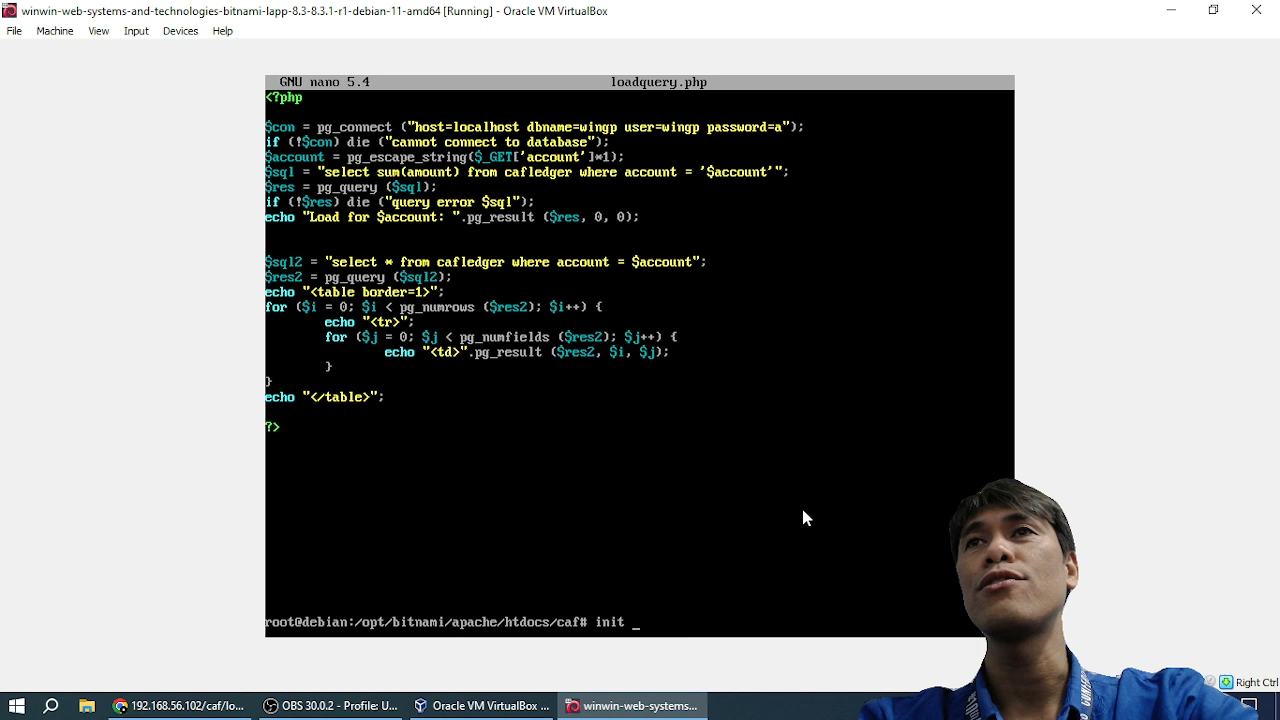 winwin-web-systems-and-technologies-bitnami-lapp-8.3-8.3.1-r1-debian-11-amd64 [Running] - Oracle VM VirtualBox
File Machine View Input Devices Help
GNU nano 5.4 loadquery.php
<?php
$con = pg_connect ("host=localhost dbname=wingp user=wingp password=a");
if (!$con) die ("cannot connect to database");
$account = pg_escape_string($_GET['account']*1);
$sql = "select sum(amount) from cafledger where account = '$account'";
$res = pg_query ($sql);
if (!$res) die ("query error $sql");
echo "Load for $account: ".pg_result ($res, 0, 0);
$sql2 = "select * from cafledger where account = $account";
$res2 = pg_query ($sql2);
echo "<table border=1>";
for ($i = 0; $i < pg_numrows ($res2); $i++) {
echo "<tr>";
for ($j = 0; $j < pg_numfields ($res2); $j++) {
echo "<td>".pg_result ($res2, $i, $j);
}
}
echo "</table>";
?>
root@debian:/opt/bitnami/apache/htdocs/caf# init _
Right Ctrl
192.168.56.102/caf/lo... OBS 30.0.2 - Profile: U... Oracle VM VirtualBox ... winwin-web-systems...